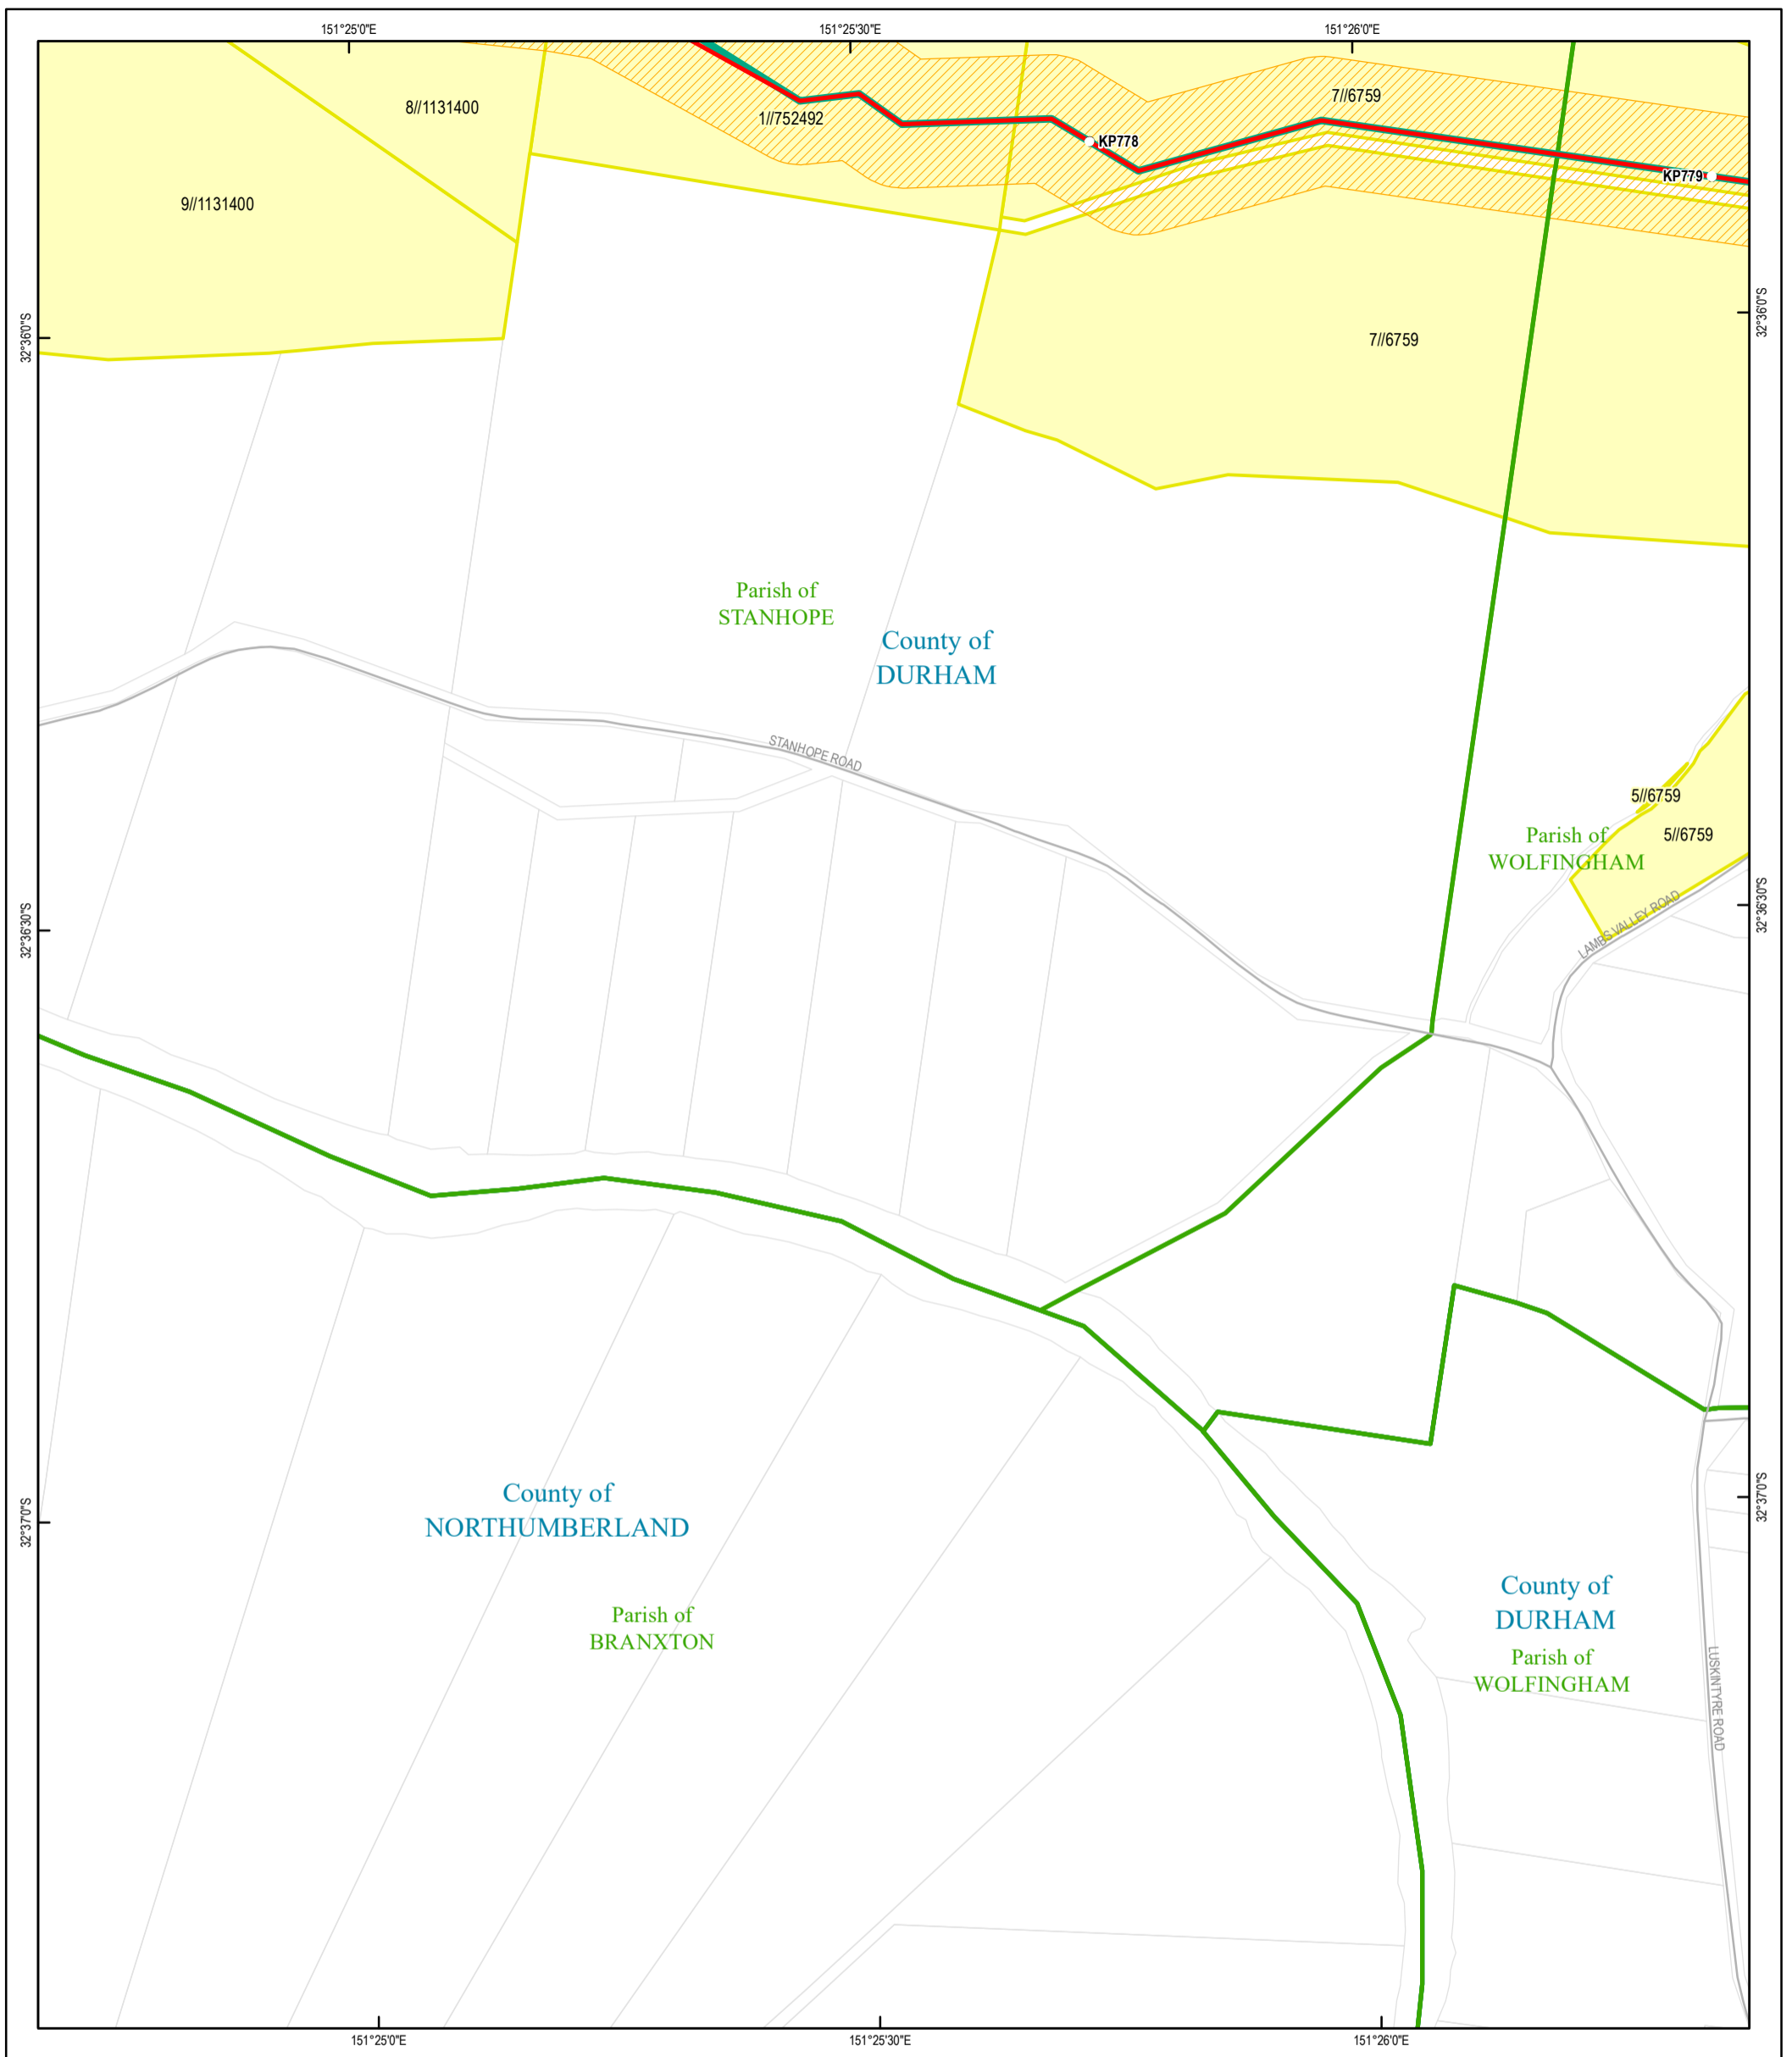 151°25'0"E
151°25'30"E
151°26'0"E
8//1131400
7//6759
1//752492
KP778
KP779
9//1131400
32°36'0"S
32°36'0"S
7//6759
Parish of
STANHOPE
County of
DURHAM
STANHOPE ROAD
5//6759
5//6759
Parish of
WOLFINGHAM
LAMBS VALLEY ROAD
32°36'30"S
32°36'30"S
County of
NORTHUMBERLAND
32°37'0"S
32°37'0"S
Parish of
BRANXTON
County of
DURHAM
Parish of
WOLFINGHAM
LUSKINTYRE ROAD
151°25'0"E
151°25'30"E
151°26'0"E